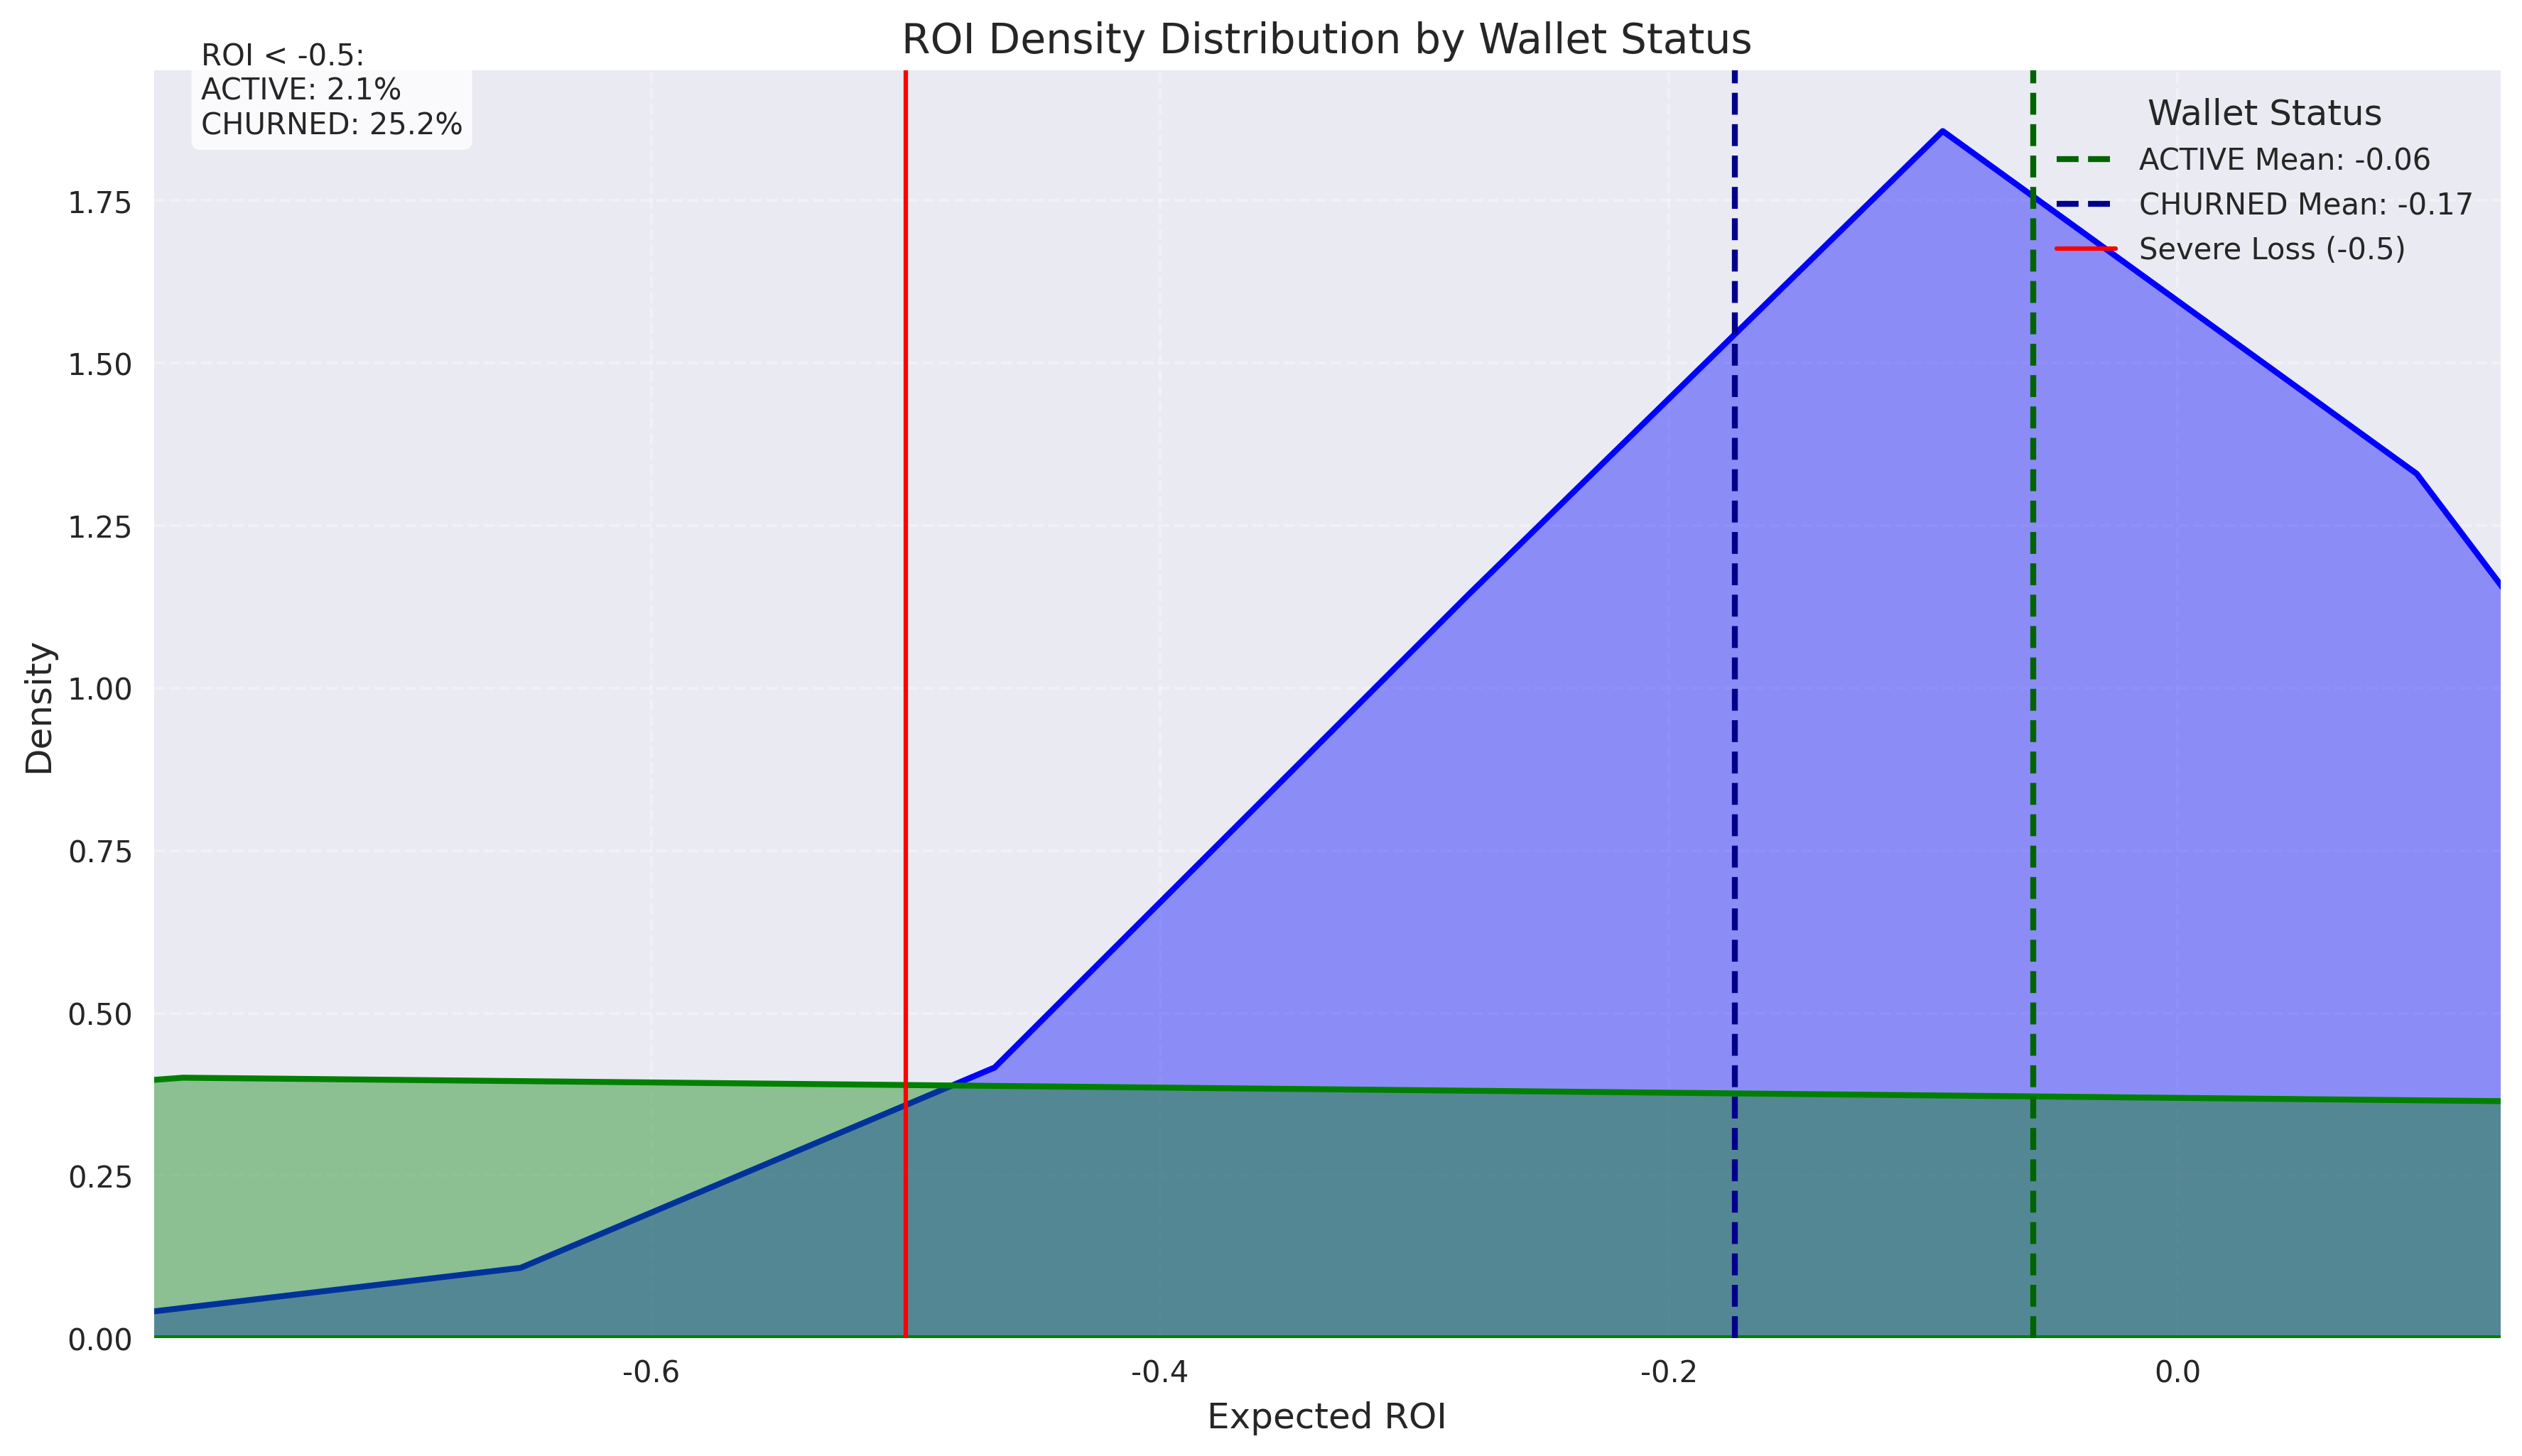 ROI Density Distribution by Wallet Status
ROI < -0.5:
ACTIVE: 2.1%
CHURNED: 25.2%
Wallet Status
ACTIVE Mean: -0.06
CHURNED Mean: -0.17
Severe Loss (-0.5)
Density
1.75
1.50
1.25
1.00
0.75
0.50
0.25
0.00
-0.6
-0.4
-0.2
0.0
Expected ROI